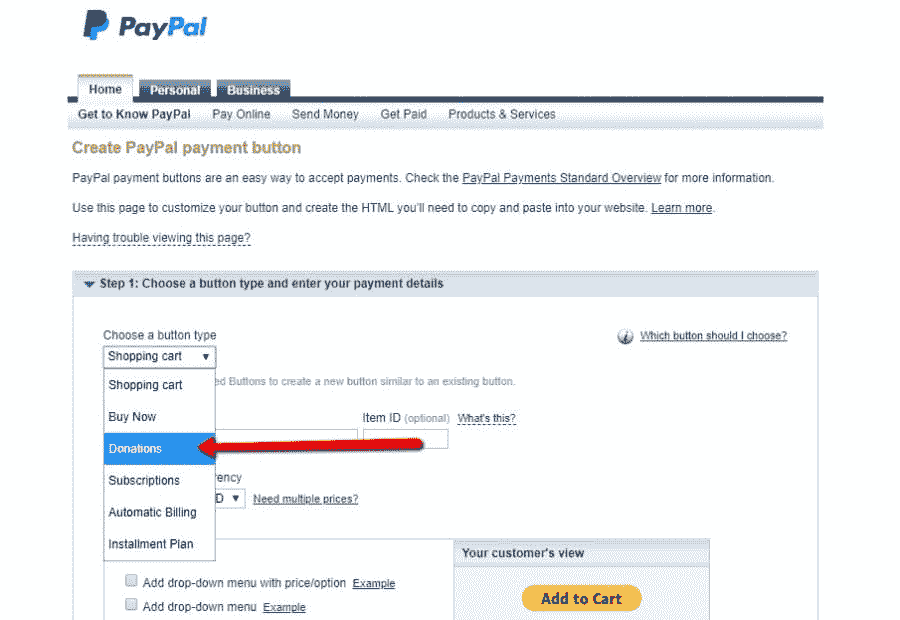 PayPal
Home Personal Business
Get to Know PayPal Pay Online Send Money Get Paid Products & Services
Create PayPal payment button
PayPal payment buttons are an easy way to accept payments. Check the PayPal Payments Standard Overview for more information.
Use this page to customize your button and create the HTML you'll need to copy and paste into your website. Learn more.
Having trouble viewing this page?
Step 1: Choose a button type and enter your payment details
Choose a button type
Which button should I choose?
Shopping cart
Shopping cart
ed Buttons to create a new button similar to an existing button.
Buy Now
Item ID (optional) What's this?
Donations
Subscriptions
rency
D Need multiple prices?
Automatic Billing
Installment Plan
Your customer's view
Add drop-down menu with price/option Example
Add to Cart
Add drop-down menu Example